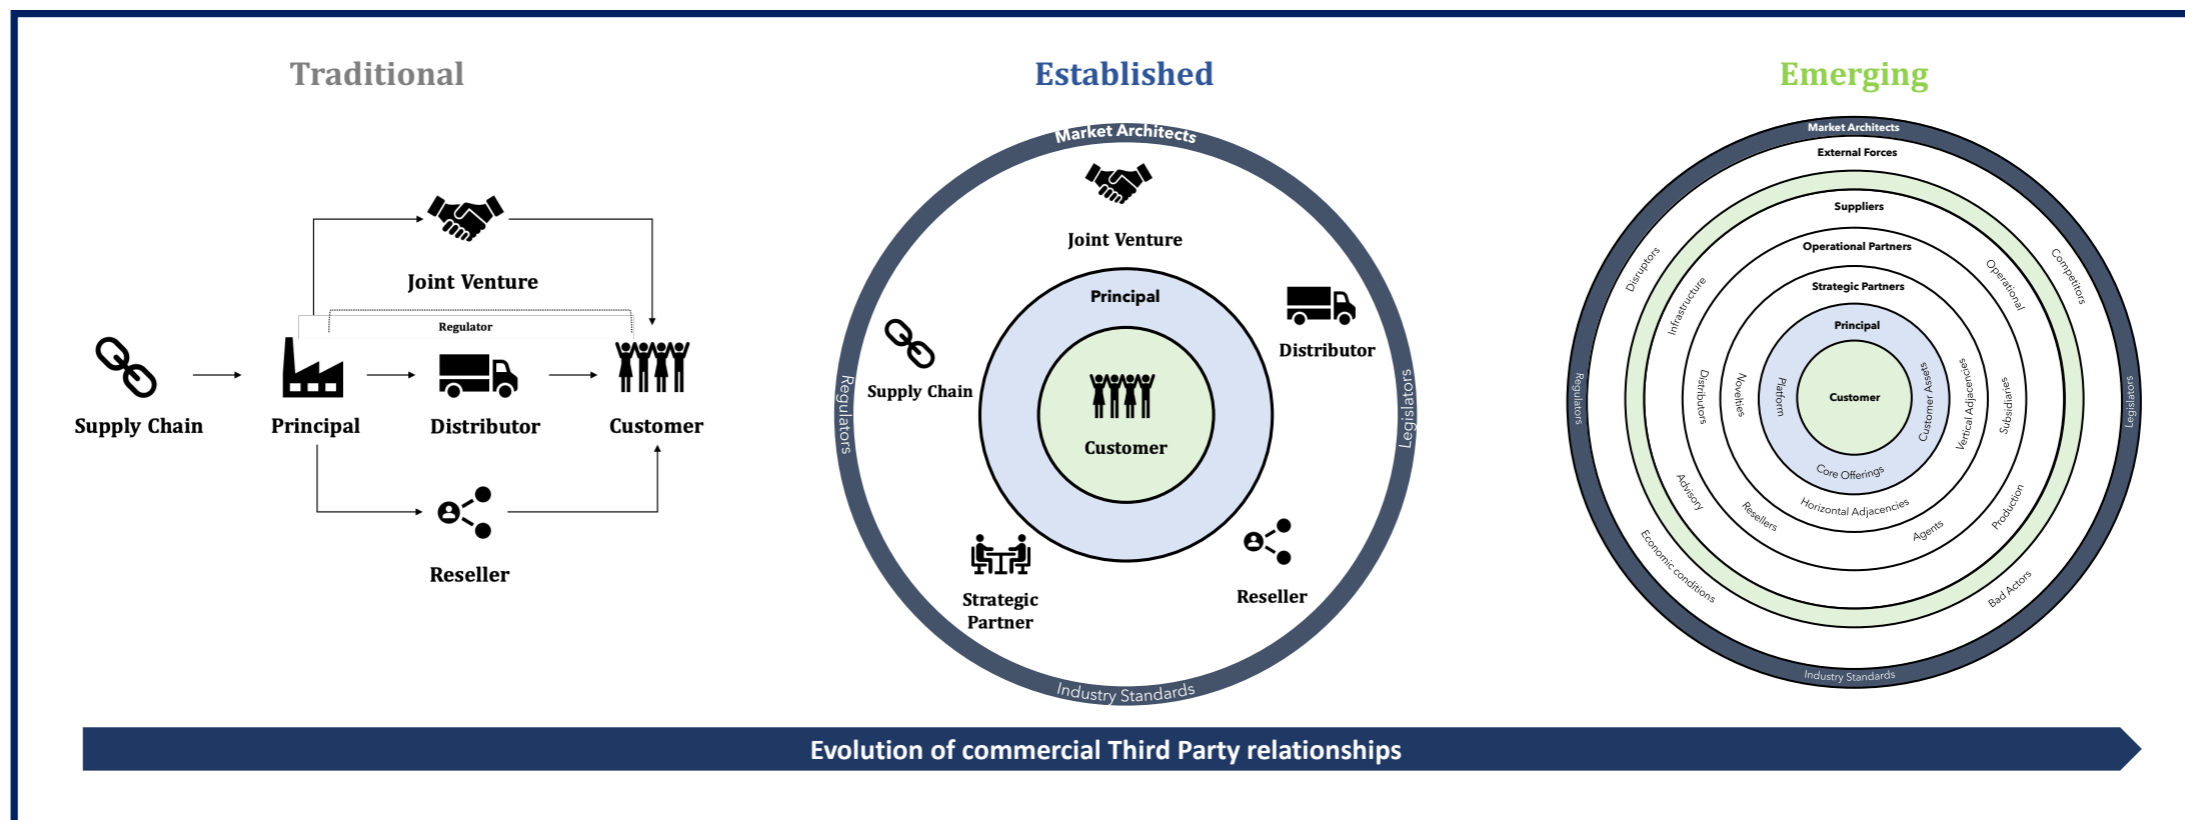 Traditional
Joint Venture
Regulator
Supply Chain
Principal
Distributor
Customer
Reseller
Established
Market Architects
Joint Venture
Principal
Distributor
Supply Chain
Regulators
Legislators
Customer
Strategic
Partner
Reseller
Industry Standards
Emerging
Market Architects
External Forces
Suppliers
Operational Partners
Strategic Partners
Principal
Customer
Platform
Customer Assets
Core Offerings
Novelties
Vertical Adjacencies
Horizontal Adjacencies
Distributors
Subsidiaries
Resellers
Agents
Infrastructure
Operational
Advisory
Production
Disruptors
Competitors
Economic conditions
Bad Actors
Regulators
Legislators
Industry Standards
Evolution of commercial Third Party relationships